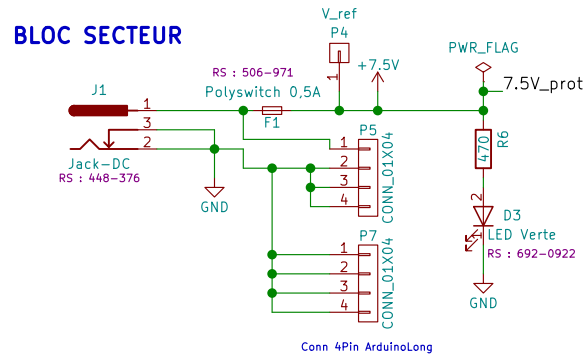 BLOC SECTEUR
V_ref
P4
1
+7.5V
PWR_FLAG
7.5V_prot
J1
RS : 506-971
Polyswitch 0,5A
F1
1
3
2
Jack-DC
RS : 448-376
GND
P5
1
2
3
4
CONN_01X04
P7
1
2
3
4
CONN_01X04
470
R6
2
D3
1
LED Verte
RS : 692-0922
GND
Conn 4Pin ArduinoLong